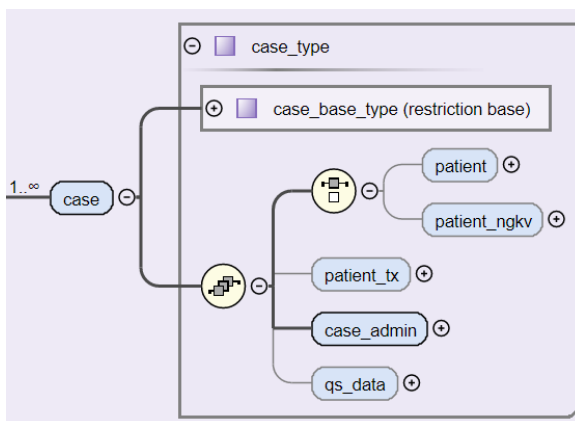 case_type
case_base_type (restriction base)
1..∞
case
patient
patient_ngkv
patient_tx
case_admin
qs_data